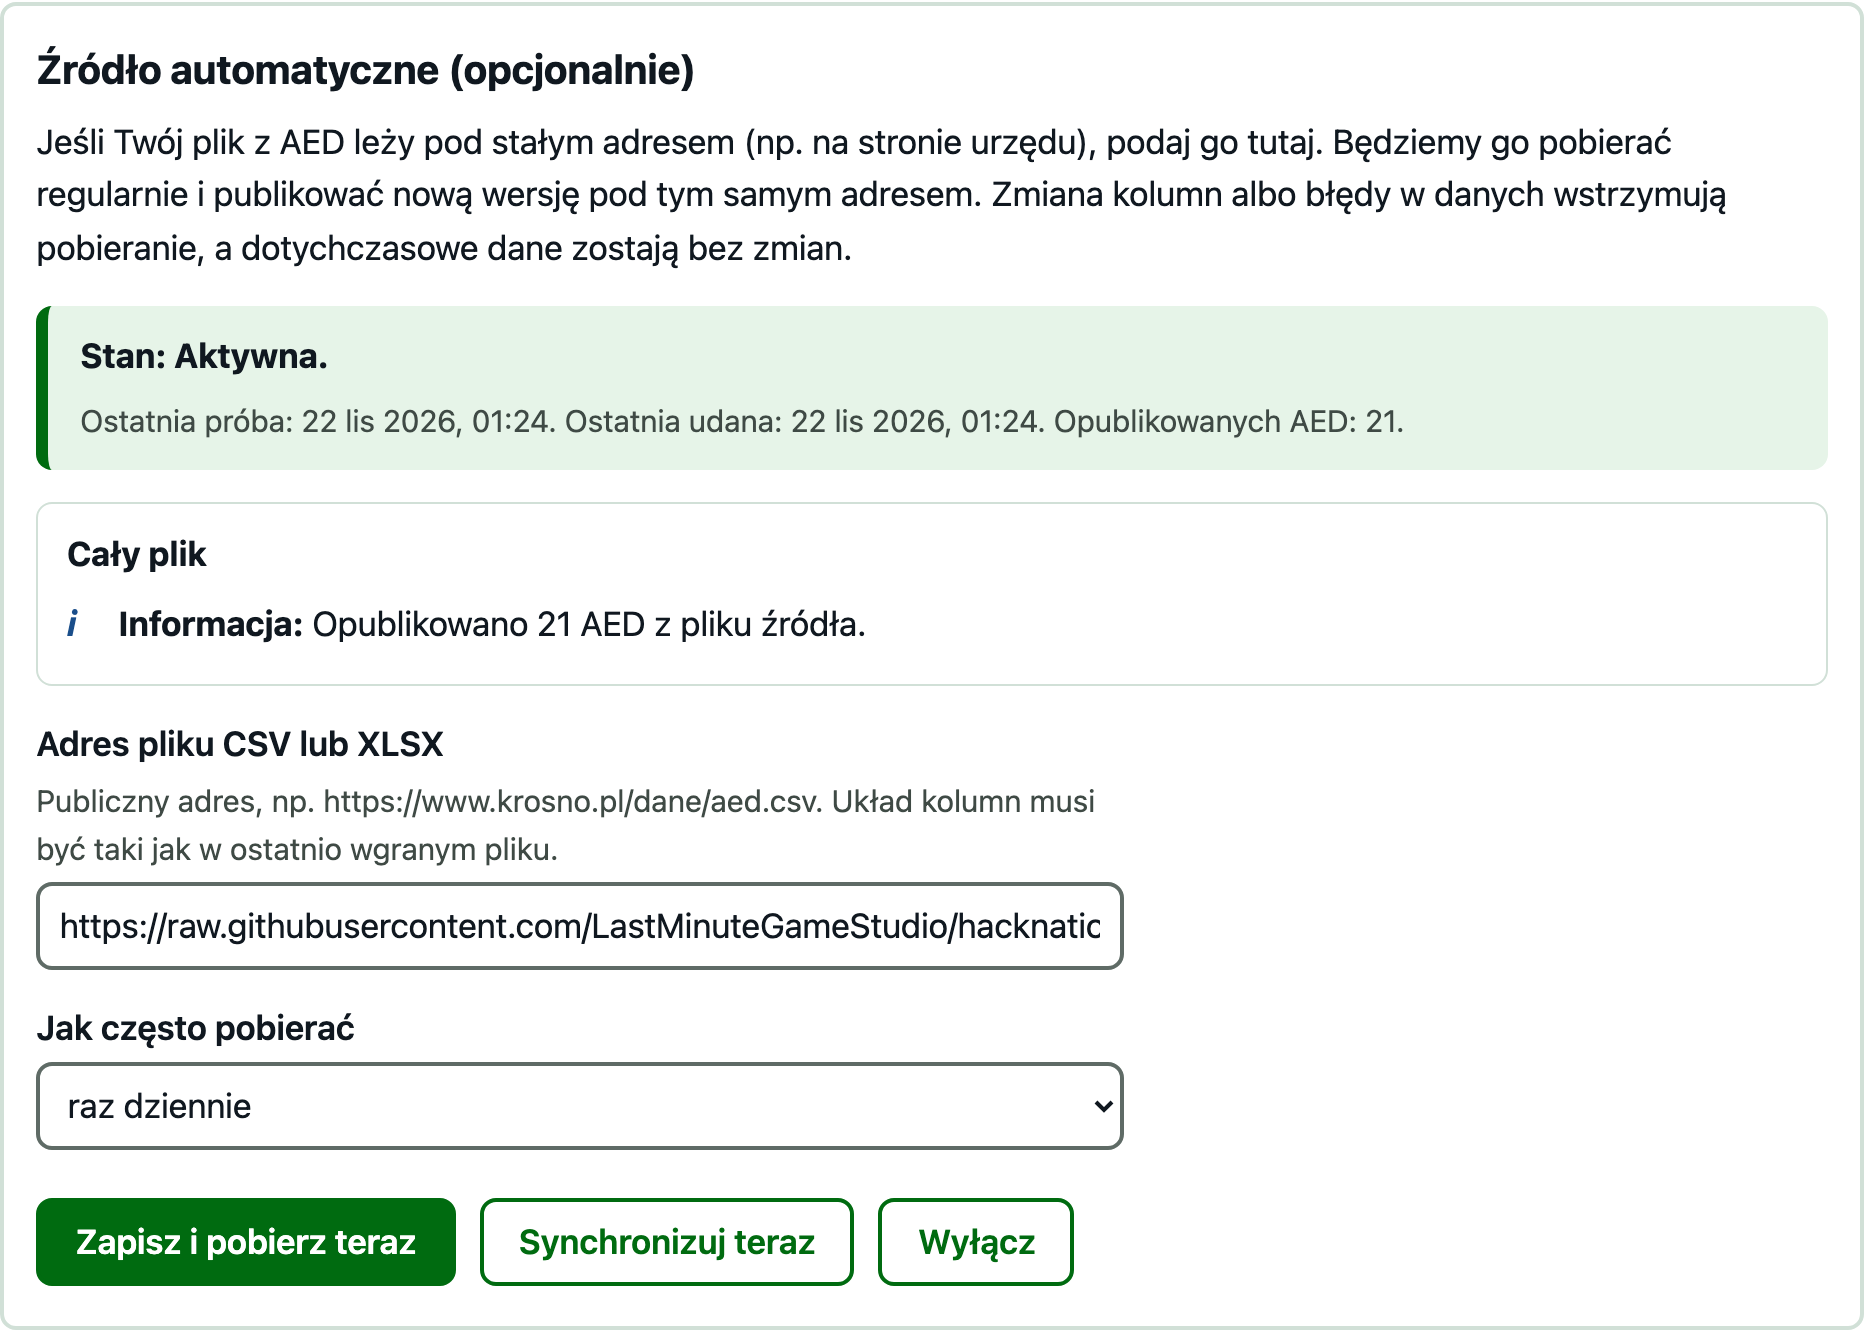 Źródło automatyczne (opcjonalnie)
Jeśli Twój plik z AED leży pod stałym adresem (np. na stronie urzędu), podaj go tutaj. Będziemy go pobierać
regularnie i publikować nową wersję pod tym samym adresem. Zmiana kolumn albo błędy w danych wstrzymują
pobieranie, a dotychczasowe dane zostają bez zmian.
Stan: Aktywna.
Ostatnia próba: 22 lis 2026, 01:24. Ostatnia udana: 22 lis 2026, 01:24. Opublikowanych AED: 21.
Cały plik
i Informacja: Opublikowano 21 AED z pliku źródła.
Adres pliku CSV lub XLSX
Publiczny adres, np. https://www.krosno.pl/dane/aed.csv. Układ kolumn musi
być taki jak w ostatnio wgranym pliku.
https://raw.githubusercontent.com/LastMinuteGameStudio/hacknatic
Jak często pobierać
raz dziennie
Zapisz i pobierz teraz Synchronizuj teraz Wyłącz